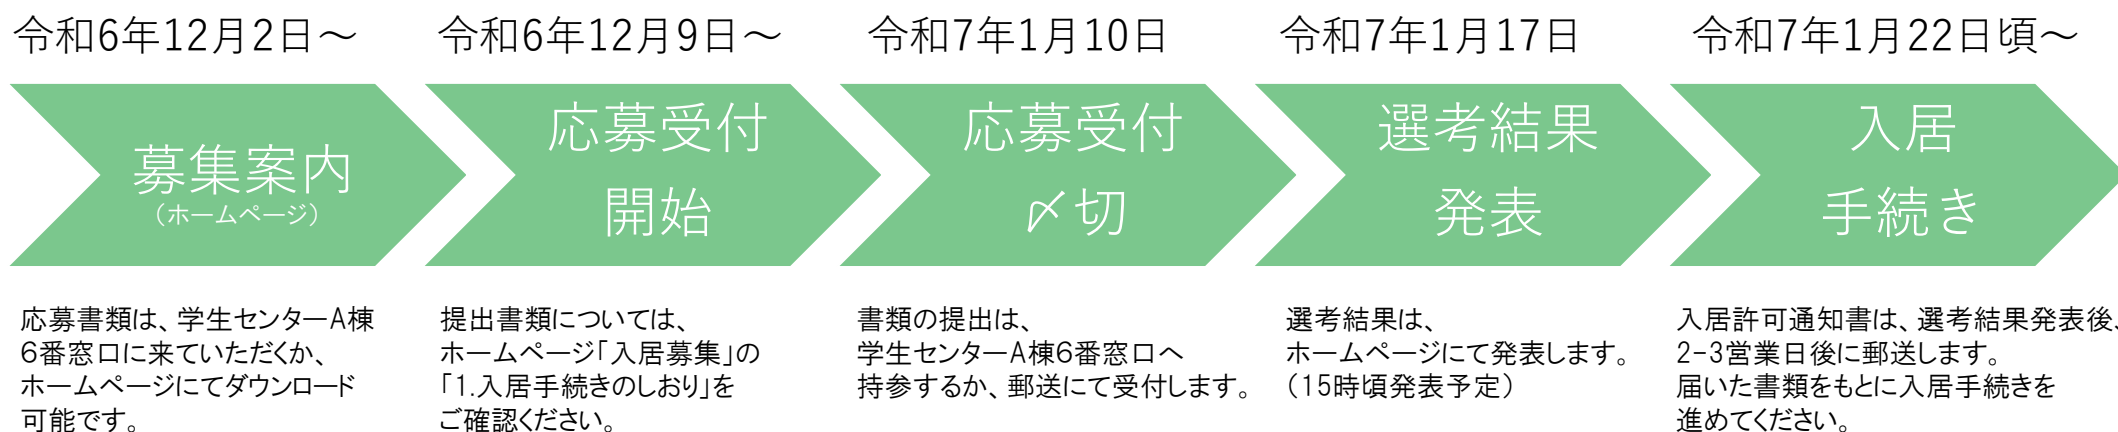 令和6年12月2日～
募集案内
（ホームページ）
応募書類は、学生センターA棟
6番窓口に来ていただくか、
ホームページにてダウンロード
可能です。
令和6年12月9日～
応募受付
開始
提出書類については、
ホームページ「入居募集」の
「1.入居手続きのしおり」を
ご確認ください。
令和7年1月10日
応募受付
〆切
書類の提出は、
学生センターA棟6番窓口へ
持参するか、郵送にて受付します。
令和7年1月17日
選考結果
発表
選考結果は、
ホームページにて発表します。
（15時頃発表予定）
令和7年1月22日頃～
入居
手続き
入居許可通知書は、選考結果発表後、
2-3営業日後に郵送します。
届いた書類をもとに入居手続きを
進めてください。